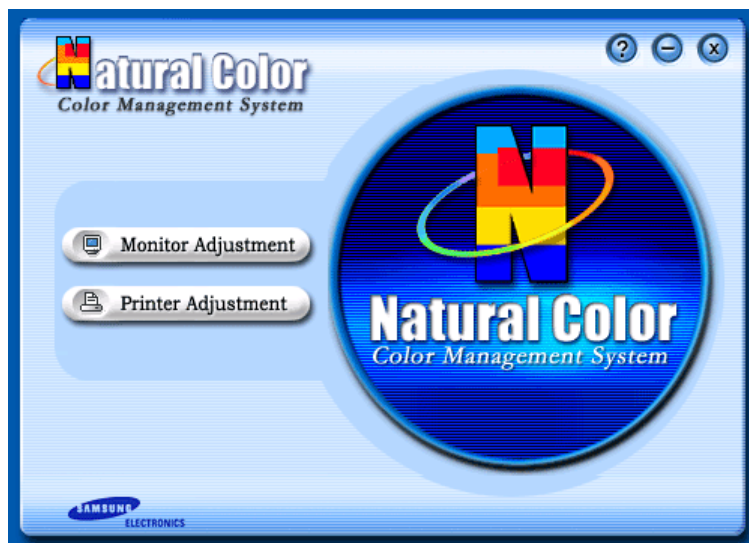 Natural Color
Color Management System
? − x
Monitor Adjustment
Printer Adjustment
N
Natural Color
Color Management System
SAMSUNG
ELECTRONICS